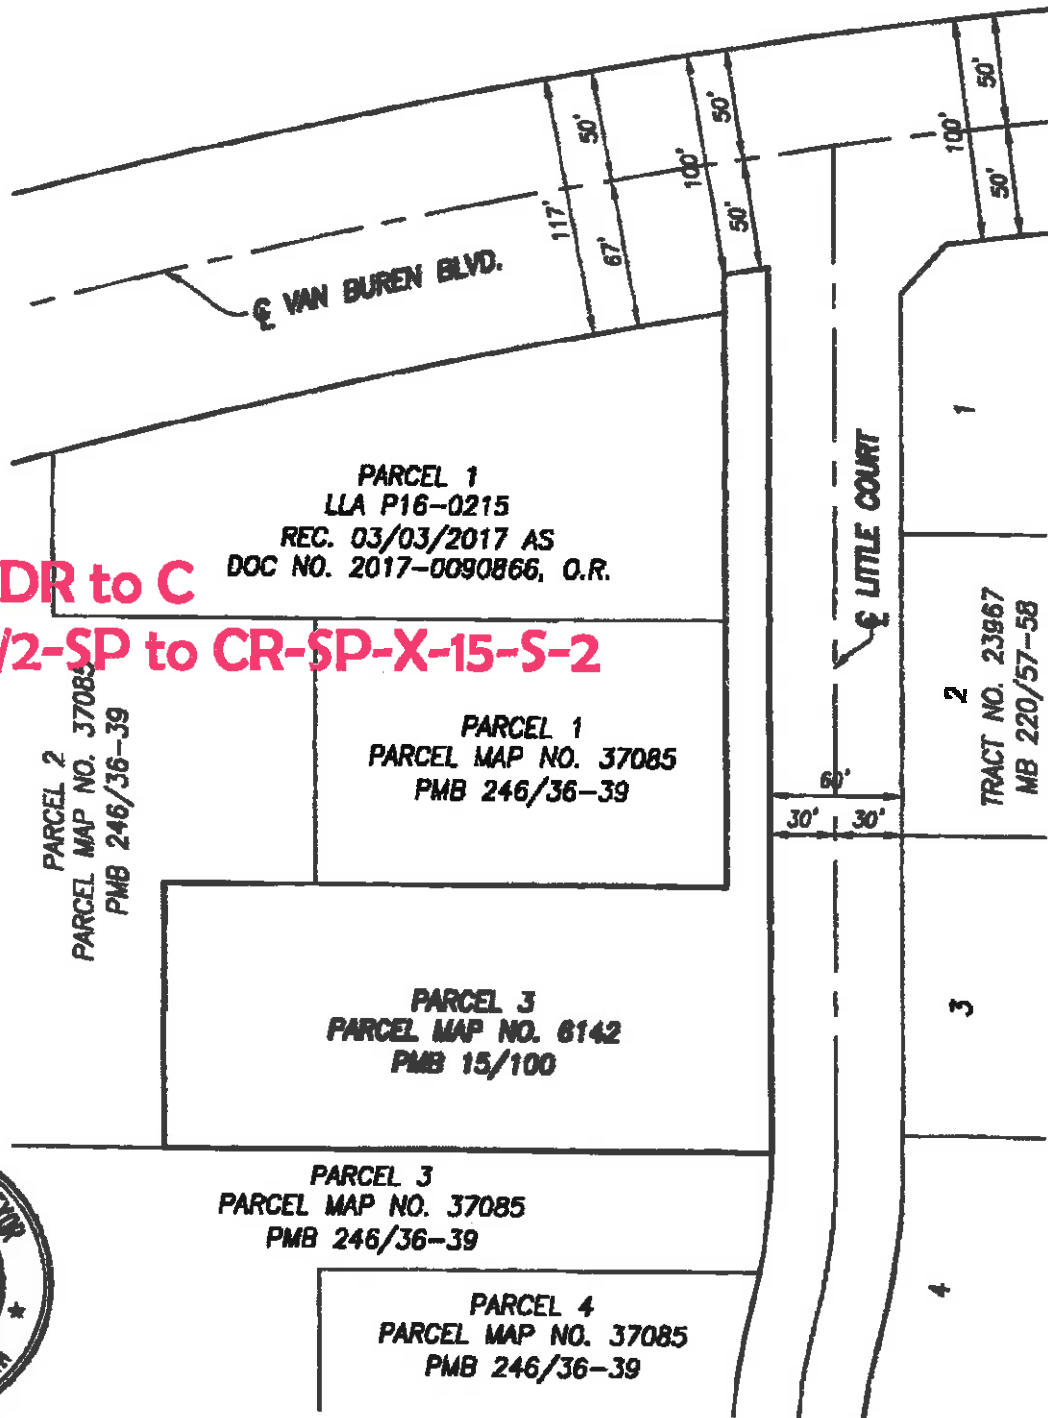 50'
100'
50'
50'
100'
50'
50'
117'
67'
50'
℄ VAN BUREN BLVD.
PARCEL 1
LLA P16-0215
REC. 03/03/2017 AS
DOC NO. 2017-0090866, O.R.
DR to C
/2-SP to CR-SP-X-15-S-2
PARCEL 2
PARCEL MAP NO. 37085
PMB 246/36-39
PARCEL 1
PARCEL MAP NO. 37085
PMB 246/36-39
℄ LITTLE COURT
1
2
TRACT NO. 23967
MB 220/57-58
60'
30'
30'
PARCEL 3
PARCEL MAP NO. 6142
PMB 15/100
3
PARCEL 3
PARCEL MAP NO. 37085
PMB 246/36-39
4
PARCEL 4
PARCEL MAP NO. 37085
PMB 246/36-39